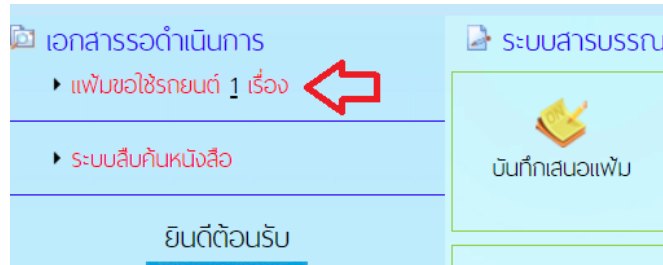 เอกสารรอดำเนินการ
แฟ้มขอใช้รถยนต์ 1 เรื่อง
ระบบสืบค้นหนังสือ
ยินดีต้อนรับ
ระบบสารบรรณ
บันทึกเสนอแฟ้ม